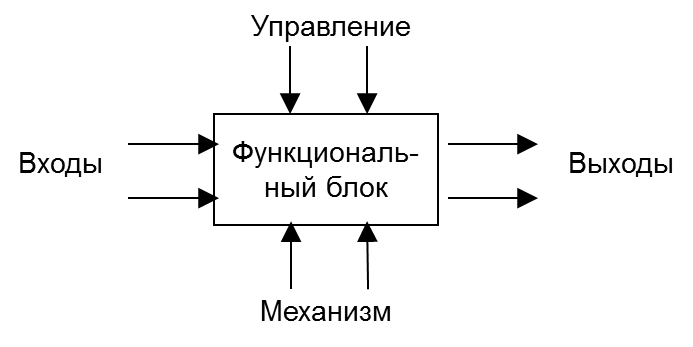 Управление
Входы
Функциональ-
ный блок
Выходы
Механизм